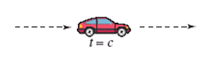 t = c